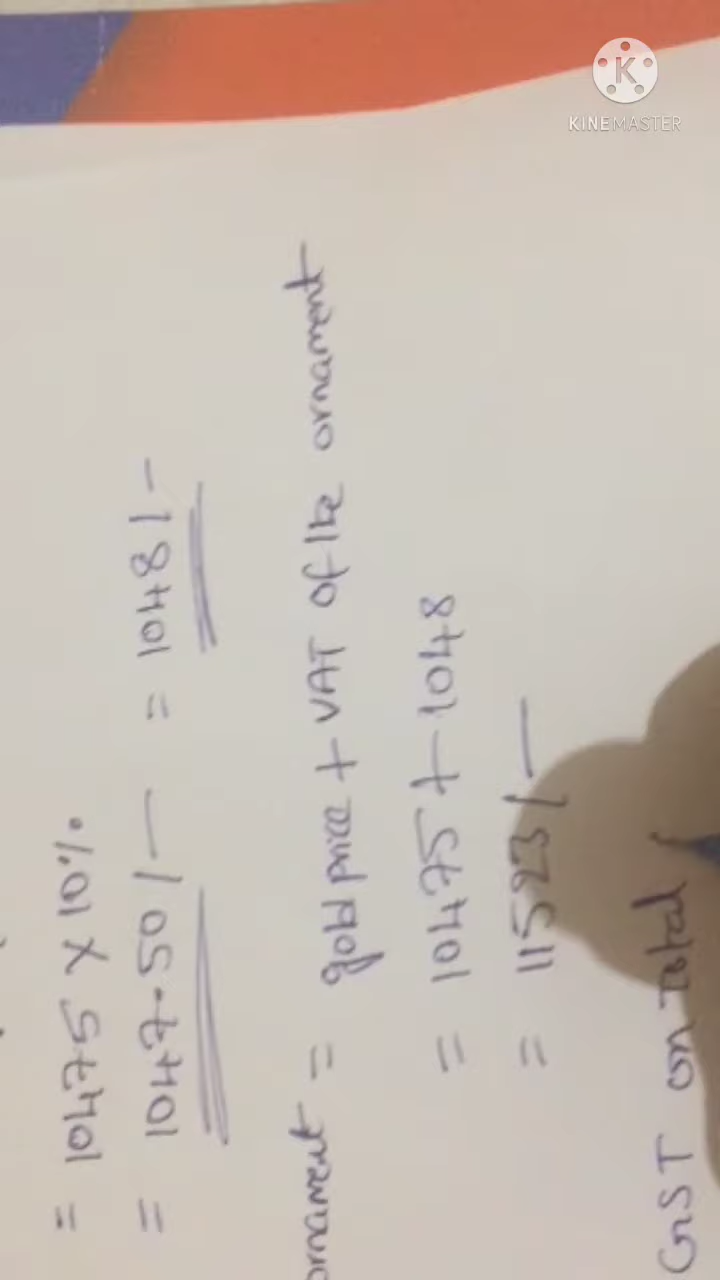 KINEMASTER
= 10475 X 10%
= 1047.50/- = 1048/-
ornament = gold price + VAT of the ornament
= 10475 + 1048
= 11523/-
GST on total